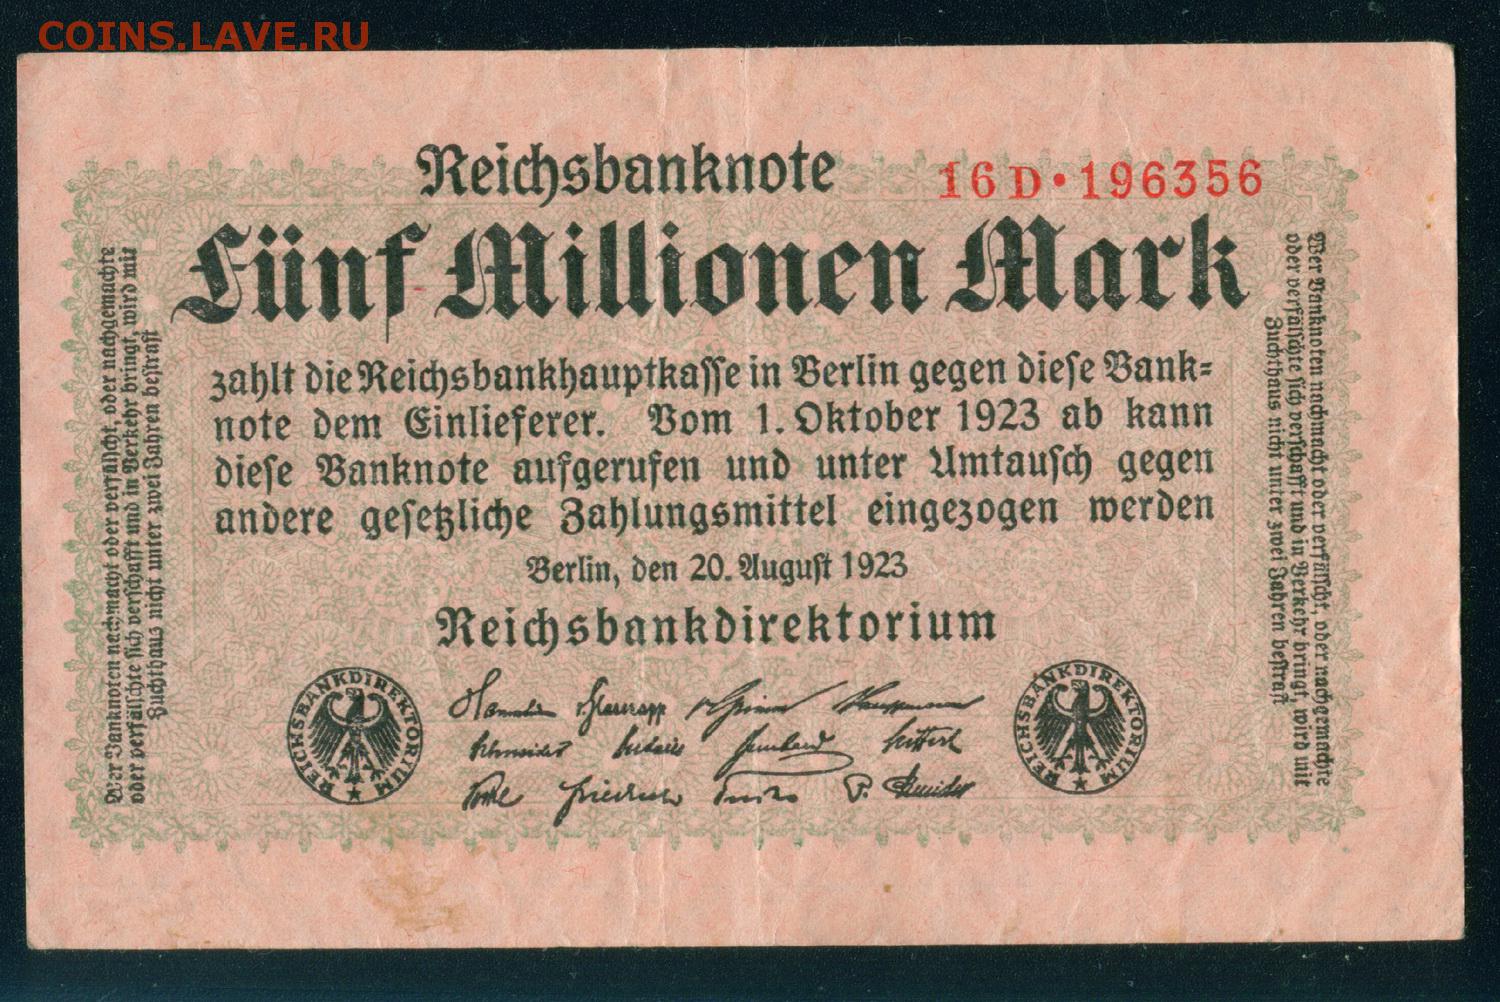 COINS.LAVE.RU
Reichsbanknote
16 D • 196356
Fünf Millionen Mark
zahlt die Reichsbankhauptkasse in Berlin gegen diese Bank=
note dem Einlieferer. Vom 1. Oktober 1923 ab kann
diese Banknote aufgerufen und unter Umtausch gegen
andere gesetzliche Zahlungsmittel eingezogen werden
Berlin, den 20. August 1923
Reichsbankdirektorium
REICHSBANKDIREKTORIUM ★
REICHSBANKDIREKTORIUM ★
Wer Banknoten nachmacht oder verfälscht, oder nachgemachte
oder verfälschte sich verschafft und in Verkehr bringt, wird mit
Zuchthaus nicht unter zwei Jahren bestraft
Wer Banknoten nachmacht oder verfälscht, oder nachgemachte
oder verfälschte sich verschafft und in Verkehr bringt, wird mit
Zuchthaus nicht unter zwei Jahren bestraft